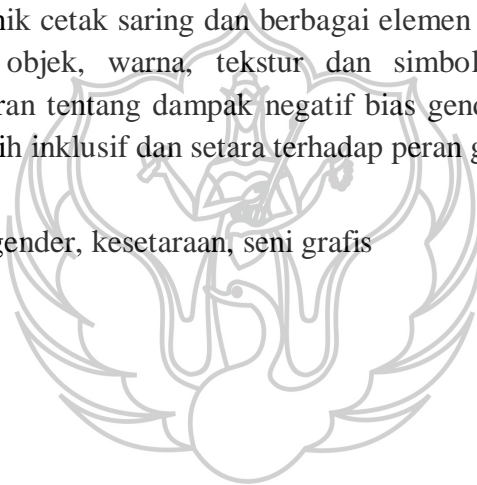 nik cetak saring dan berbagai elemen
objek, warna, tekstur dan simbol
ran tentang dampak negatif bias gend
ih inklusif dan setara terhadap peran g
gender, kesetaraan, seni grafis